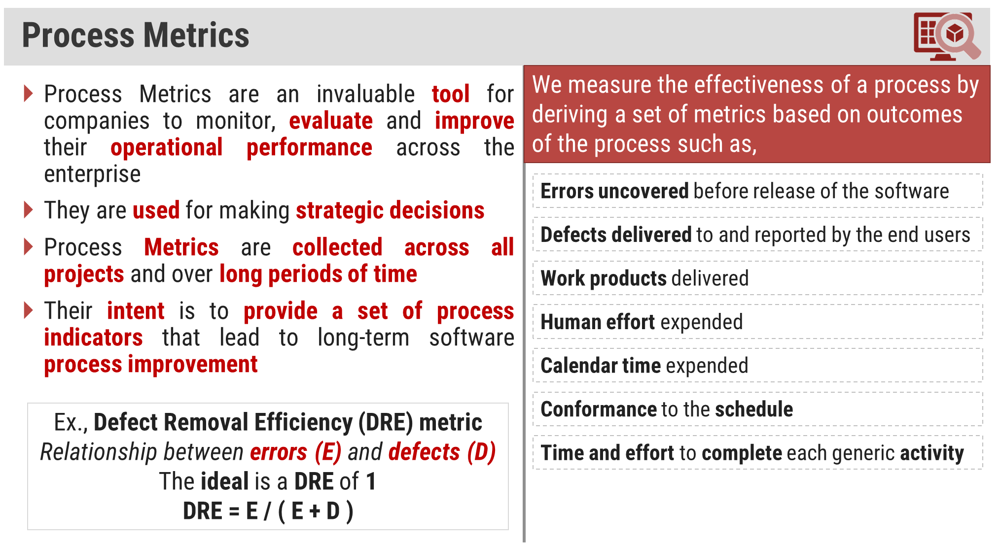 Process Metrics
Process Metrics are an invaluable tool for
companies to monitor, evaluate and improve
their operational performance across the
enterprise
They are used for making strategic decisions
Process Metrics are collected across all
projects and over long periods of time
Their intent is to provide a set of process
indicators that lead to long-term software
process improvement
Ex., Defect Removal Efficiency (DRE) metric
Relationship between errors (E) and defects (D)
The ideal is a DRE of 1
DRE = E / ( E + D )
We measure the effectiveness of a process by
deriving a set of metrics based on outcomes
of the process such as,
Errors uncovered before release of the software
Defects delivered to and reported by the end users
Work products delivered
Human effort expended
Calendar time expended
Conformance to the schedule
Time and effort to complete each generic activity